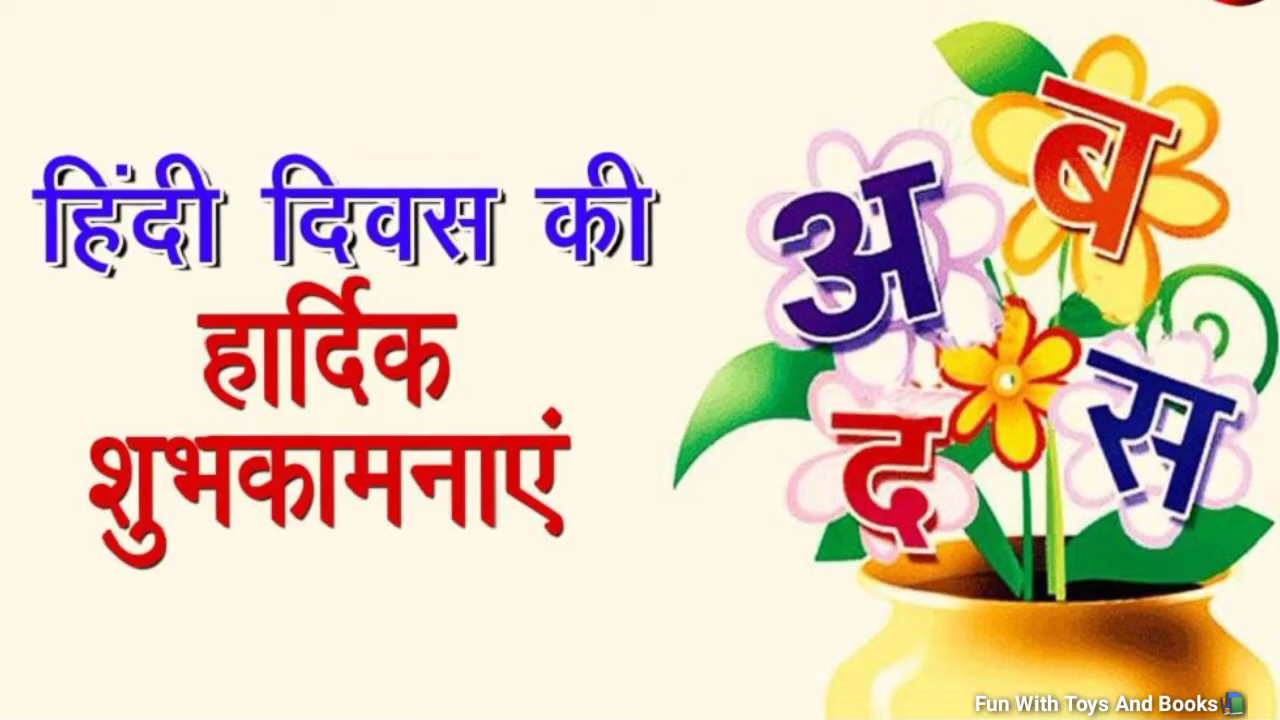 हिंदी दिवस की
हार्दिक
शुभकामनाएं
ब
अ
द
स
Fun With Toys And Books📚